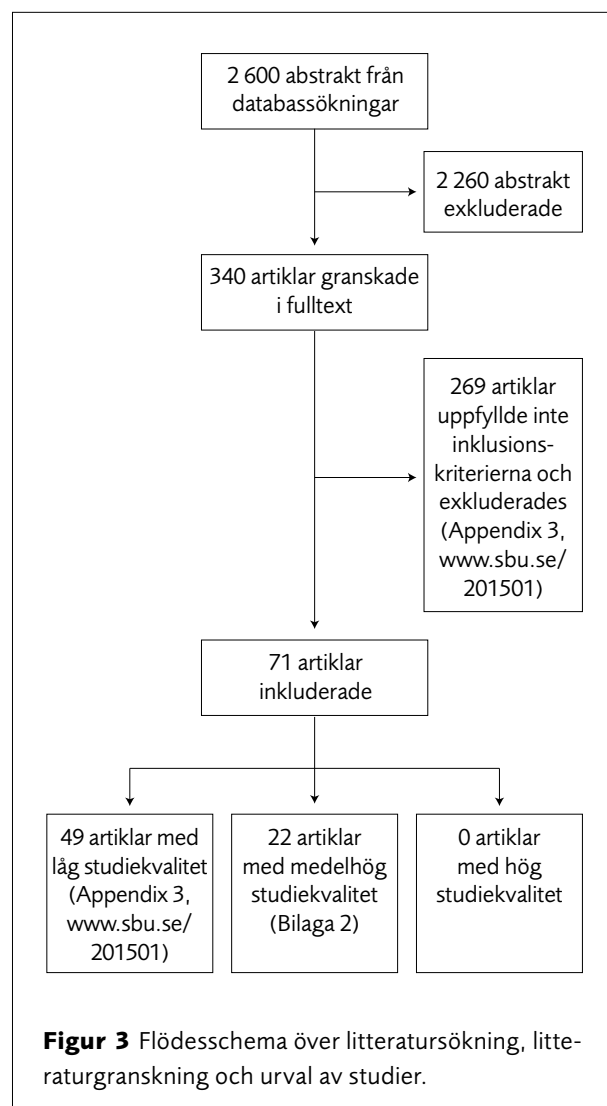 2 600 abstrakt från
databassökningar
2 260 abstrakt
exkluderade
340 artiklar granskade
i fulltext
269 artiklar
uppfyllde inte
inklusions-
kriterierna och
exkluderades
(Appendix 3,
www.sbu.se/
201501)
71 artiklar
inkluderade
49 artiklar med
låg studiekvalitet
(Appendix 3,
www.sbu.se/
201501)
22 artiklar
med medelhög
studiekvalitet
(Bilaga 2)
0 artiklar
med hög
studiekvalitet
Figur 3 Flödesschema över litteratursökning, litte-
raturgranskning och urval av studier.